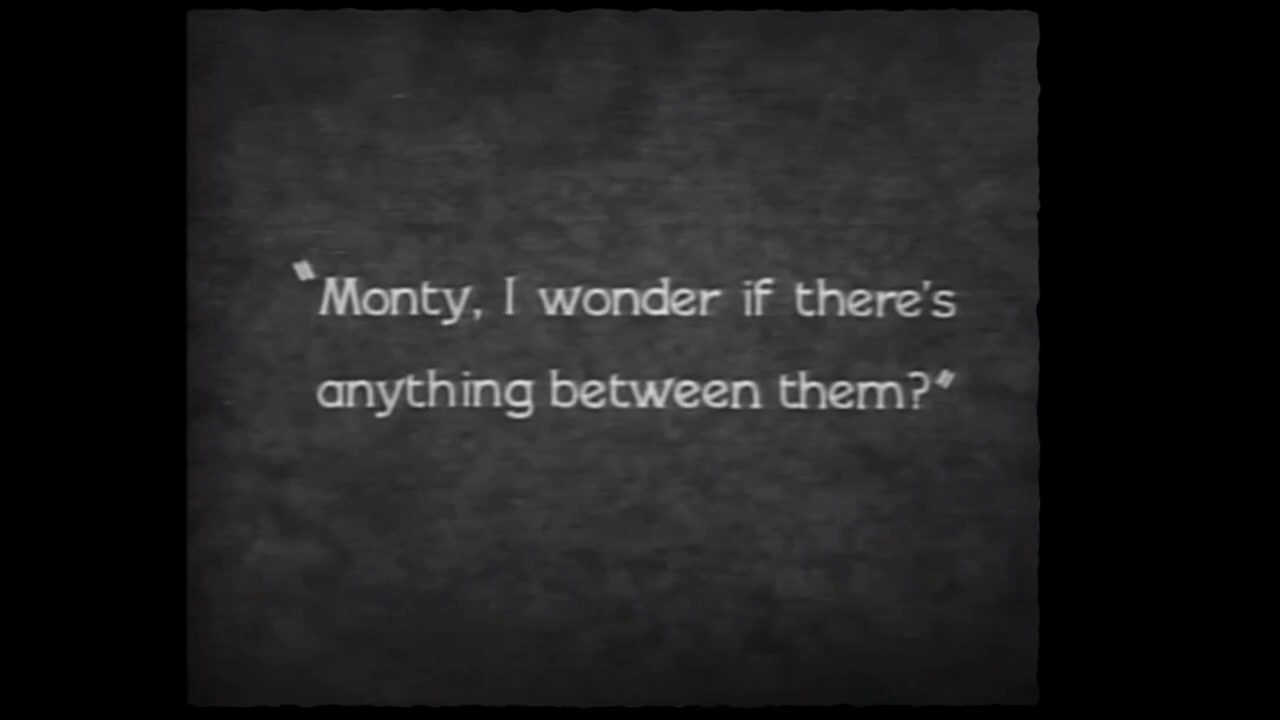 "Monty, I wonder if there's
anything between them?"